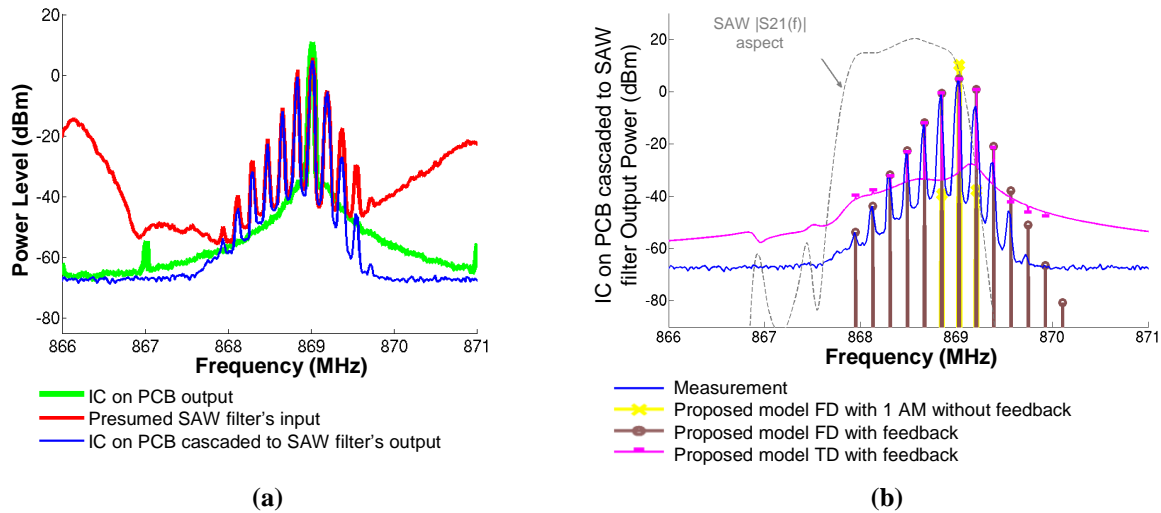 20
0
-20
-40
-60
-80
Power Level (dBm)
866
867
868
869
870
871
Frequency (MHz)
IC on PCB output
Presumed SAW filter's input
IC on PCB cascaded to SAW filter's output
(a)
SAW |S21(f)|
aspect
20
0
-20
-40
-60
-80
IC on PCB cascaded to SAW
filter Output Power (dBm)
866
867
868
869
870
871
Frequency (MHz)
Measurement
Proposed model FD with 1 AM without feedback
Proposed model FD with feedback
Proposed model TD with feedback
(b)